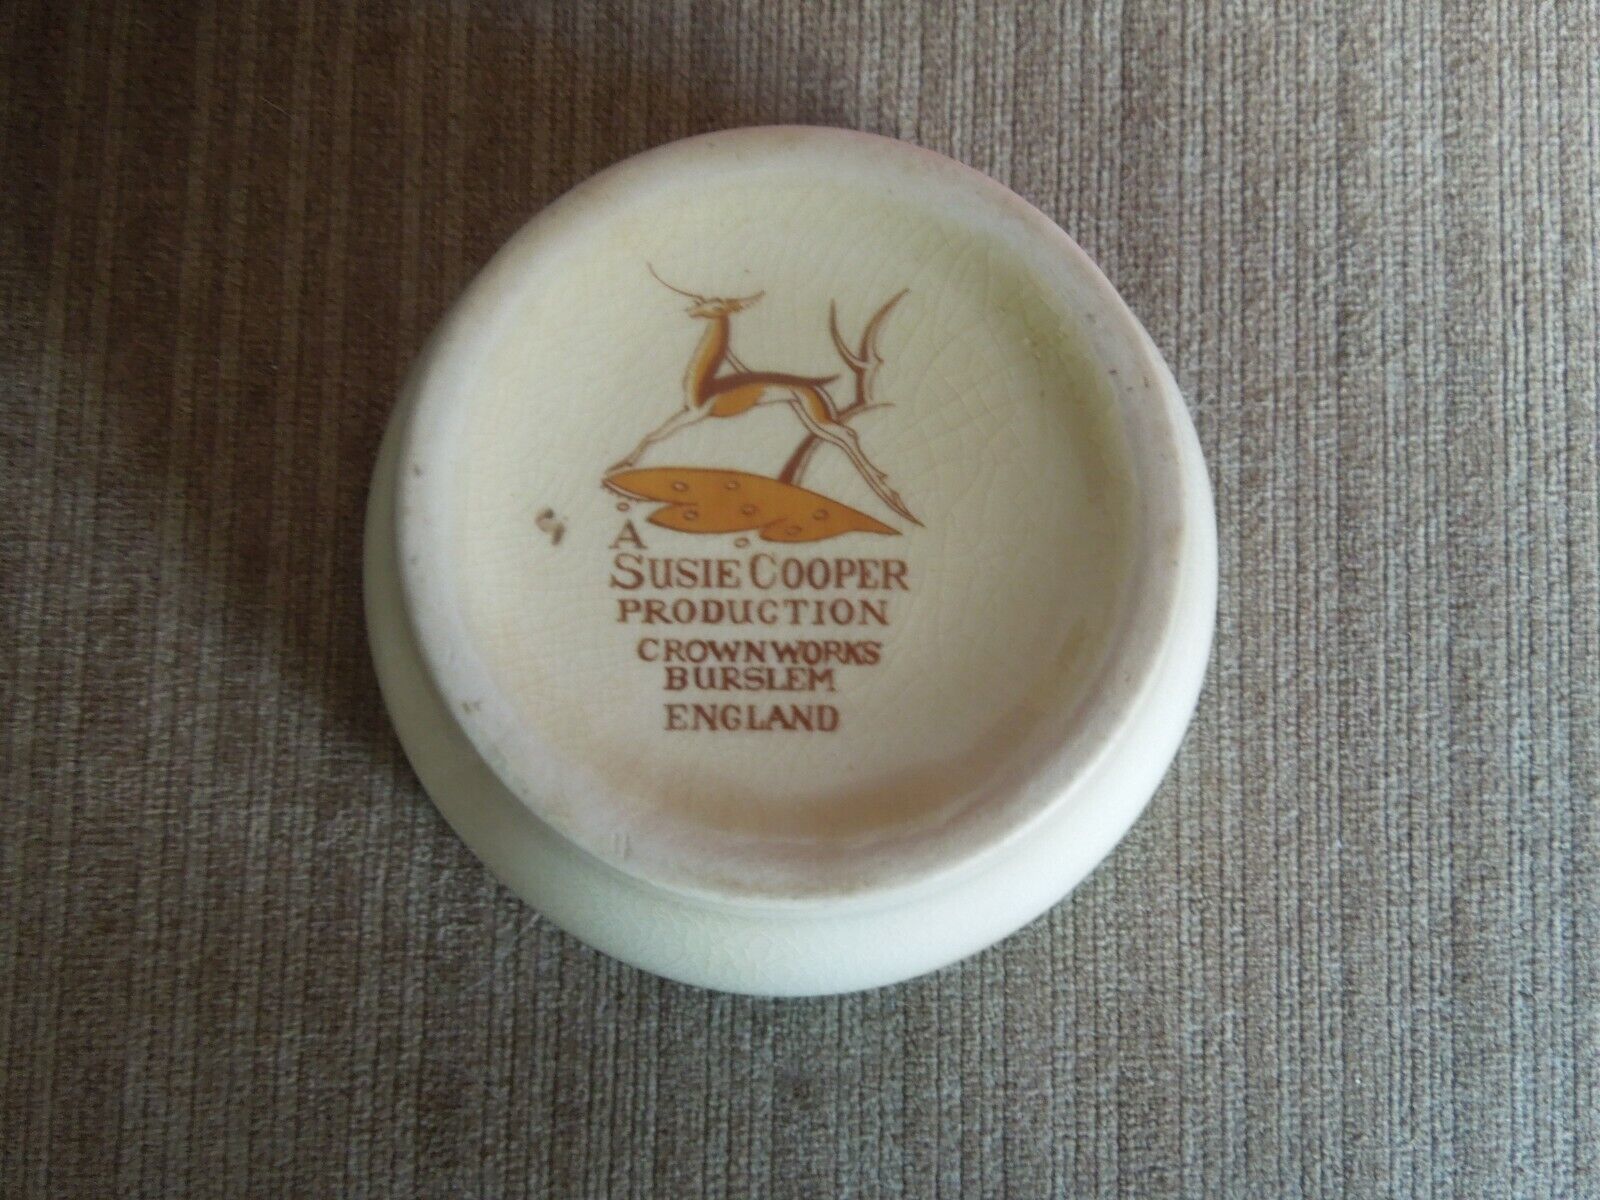 A
SUSIE COOPER
PRODUCTION
CROWN WORKS
BURSLEM
ENGLAND